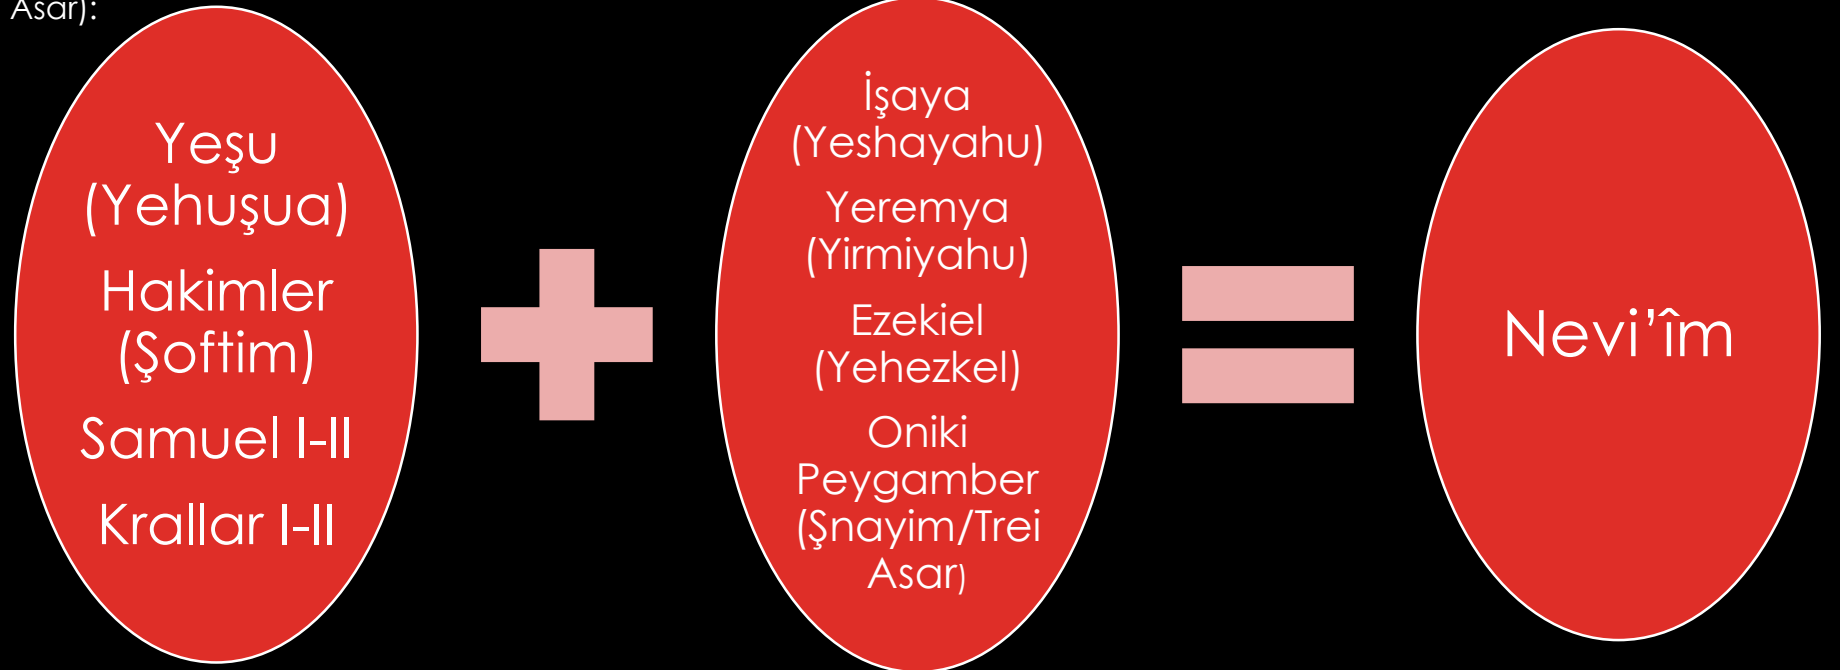 Asar):
Yeşu
(Yehuşua)
Hakimler
(Şoftim)
Samuel I-II
Krallar I-II
İşaya
(Yeshayahu)
Yeremya
(Yirmiyahu)
Ezekiel
(Yehezkel)
Oniki
Peygamber
(Şnayim/Trei
Asar)
Nevi’îm